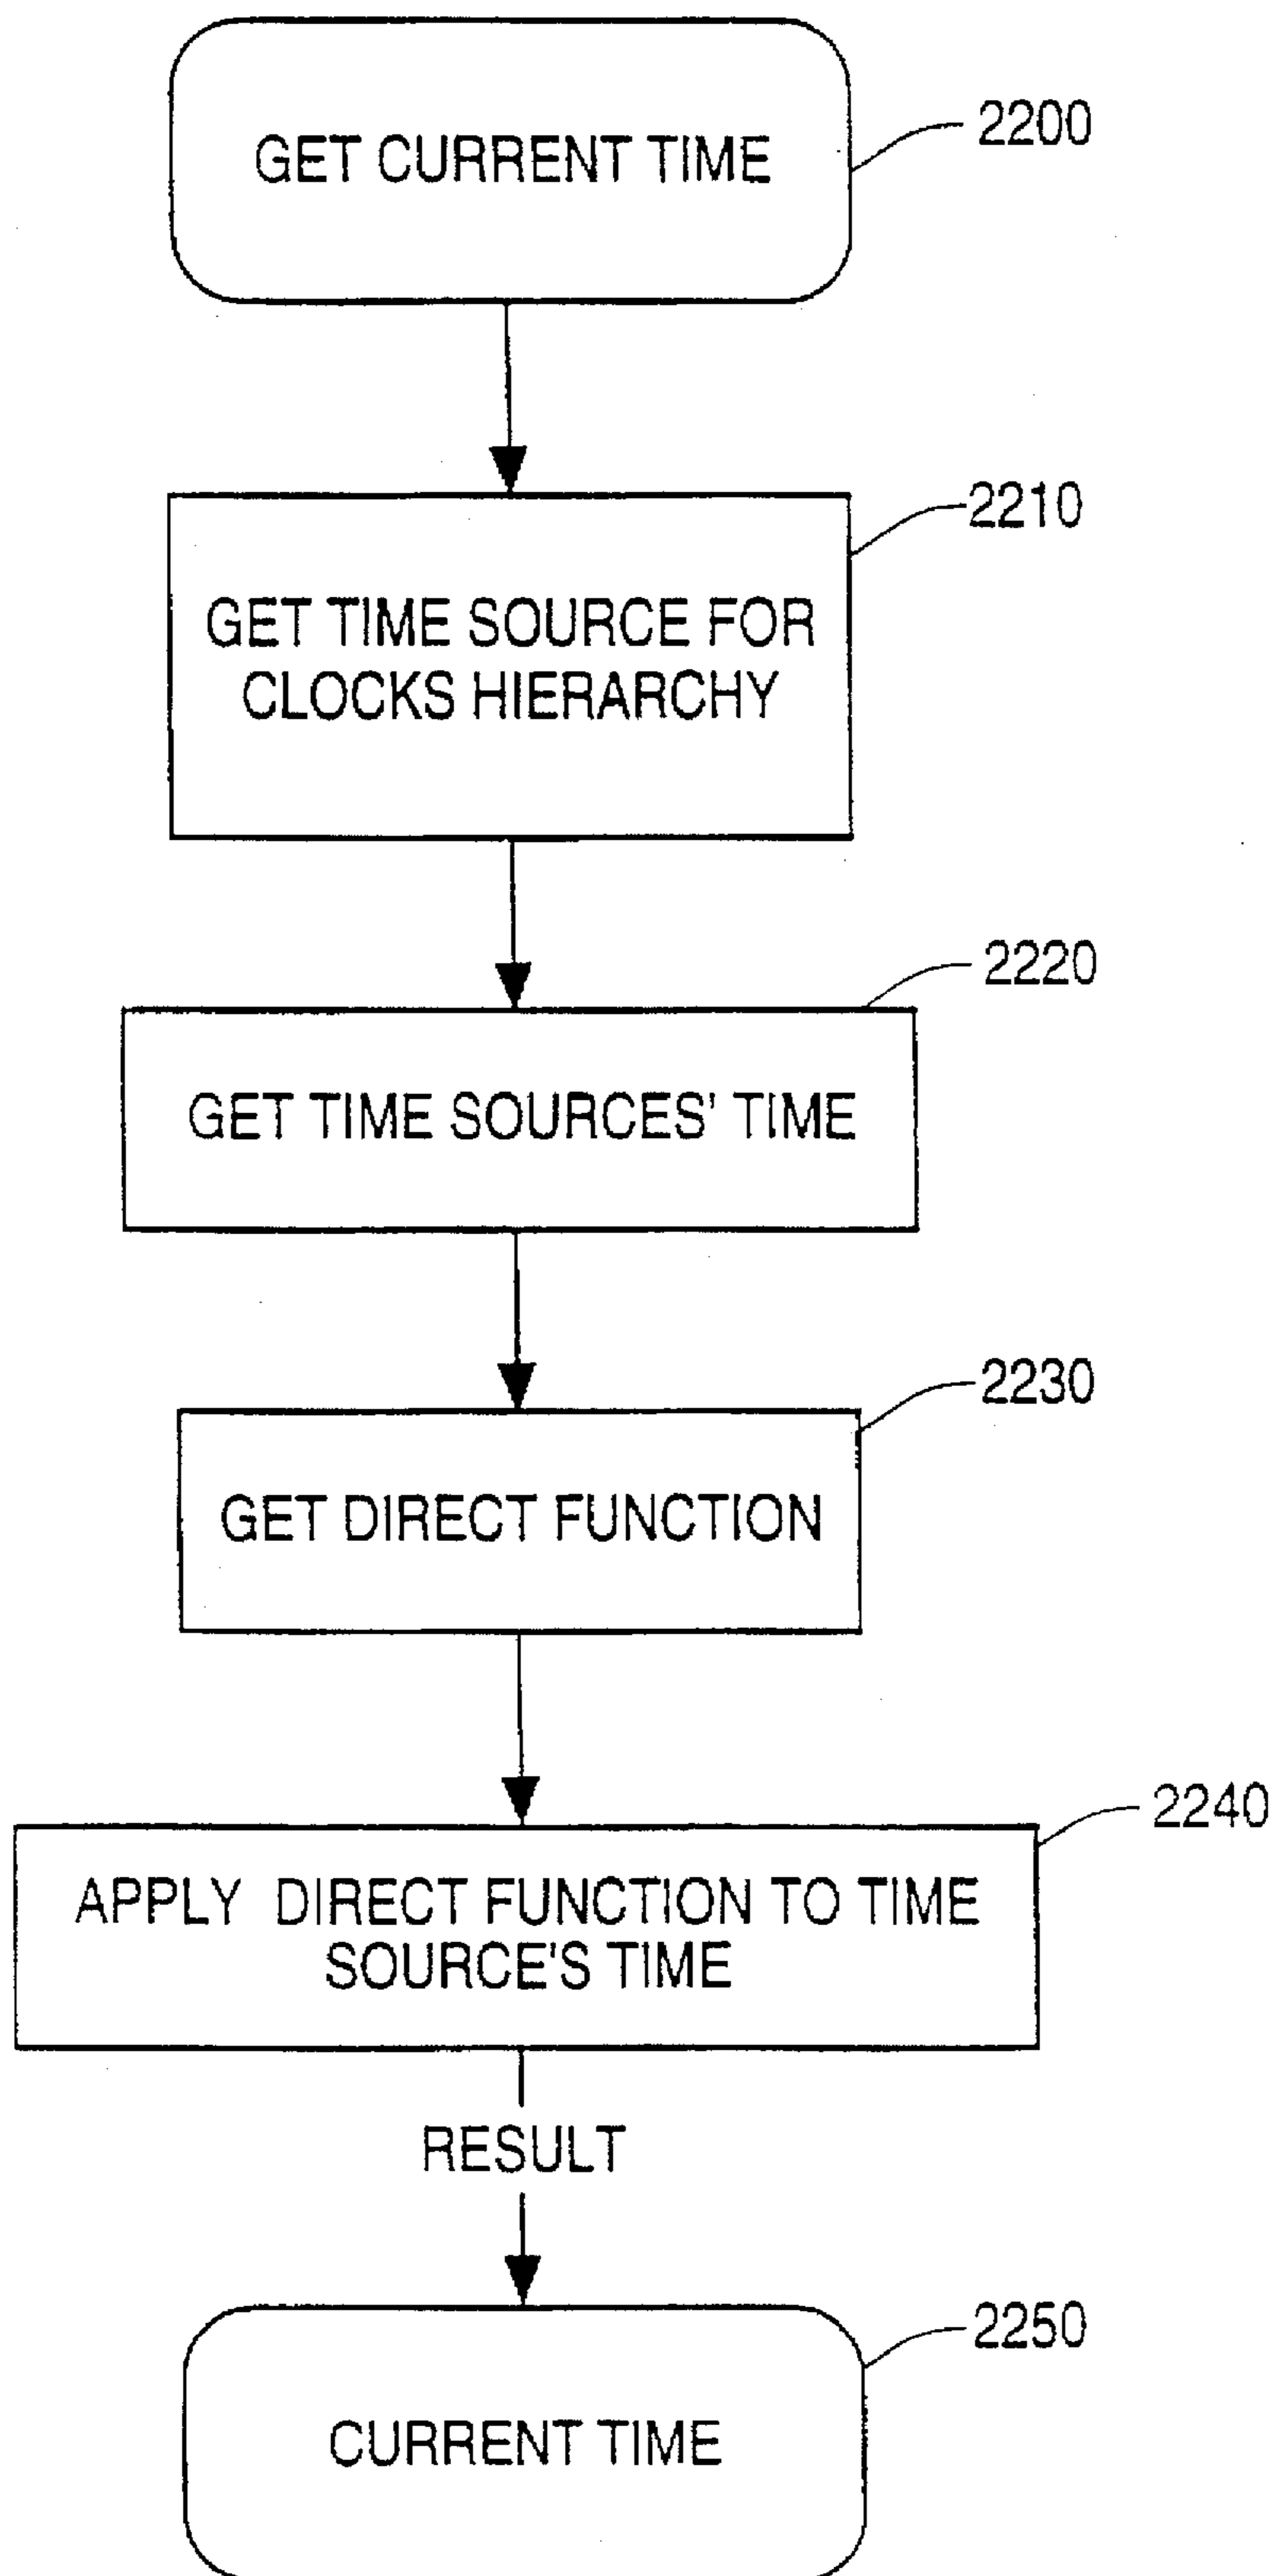 GET CURRENT TIME
2200
2210
GET TIME SOURCE FOR
CLOCKS HIERARCHY
2220
GET TIME SOURCES' TIME
2230
GET DIRECT FUNCTION
2240
APPLY DIRECT FUNCTION TO TIME
SOURCE'S TIME
RESULT
2250
CURRENT TIME